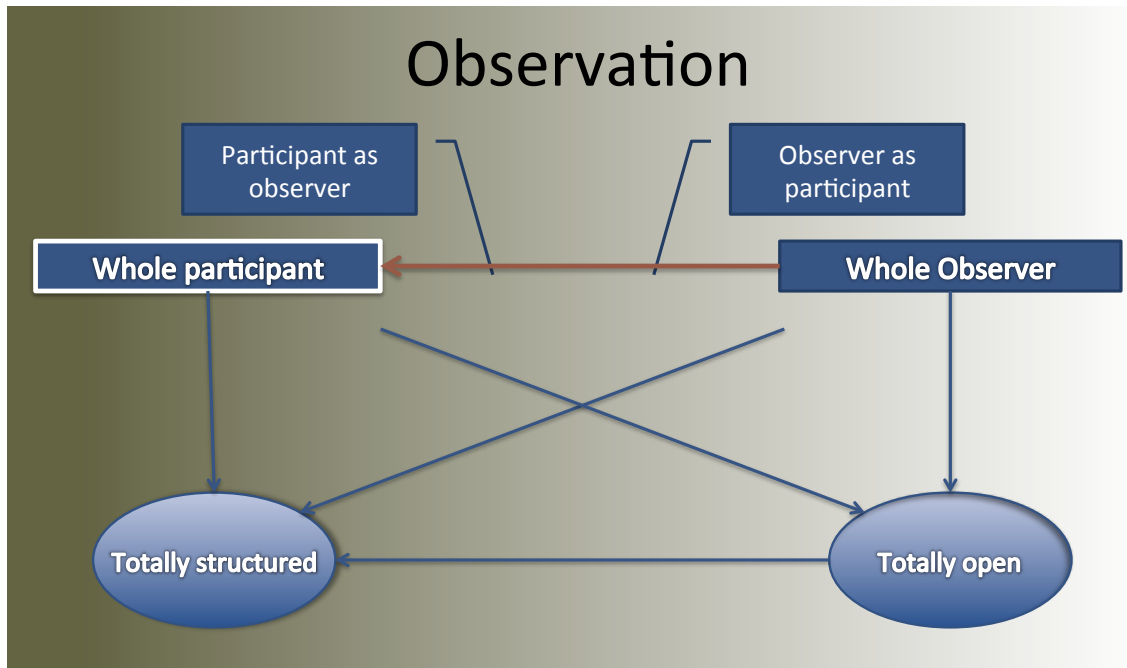 Observation
Participant as
observer
Observer as
participant
Whole participant
Whole Observer
Totally structured
Totally open